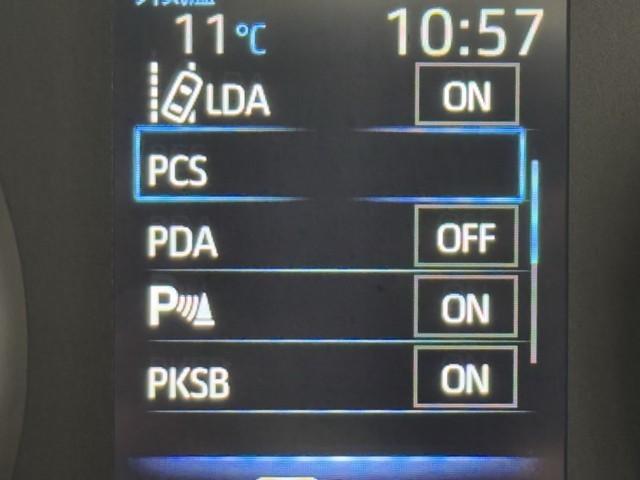 11°C 10:57
LDA ON
PCS
PDA OFF
P ON
PKSB ON